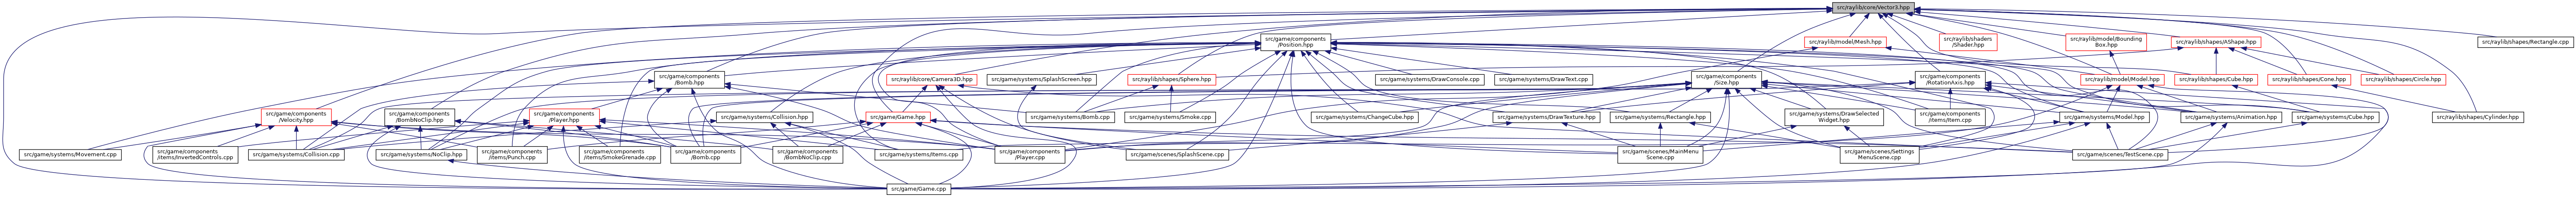 src/raylib/core/Vector3.hpp
src/game/components
/Position.hpp
src/raylib/model/Mesh.hpp
src/raylib/shaders
/Shader.hpp
src/raylib/model/Bounding
Box.hpp
src/raylib/shapes/AShape.hpp
src/raylib/shapes/Rectangle.cpp
src/game/components
/Bomb.hpp
src/raylib/core/Camera3D.hpp
src/game/systems/SplashScreen.hpp
src/raylib/shapes/Sphere.hpp
src/game/systems/DrawConsole.cpp
src/game/systems/DrawText.cpp
src/game/components
/Size.hpp
src/game/components
/RotationAxis.hpp
src/raylib/model/Model.hpp
src/raylib/shapes/Cube.hpp
src/raylib/shapes/Cone.hpp
src/raylib/shapes/Circle.hpp
src/game/components
/Velocity.hpp
src/game/components
/BombNoClip.hpp
src/game/components
/Player.hpp
src/game/systems/Collision.hpp
src/game/Game.hpp
src/game/systems/Bomb.cpp
src/game/systems/Smoke.cpp
src/game/systems/ChangeCube.hpp
src/game/systems/DrawTexture.hpp
src/game/systems/Rectangle.hpp
src/game/systems/DrawSelected
Widget.hpp
src/game/components
/items/Item.cpp
src/game/systems/Model.hpp
src/game/systems/Animation.hpp
src/game/systems/Cube.hpp
src/raylib/shapes/Cylinder.hpp
src/game/systems/Movement.cpp
src/game/components
/items/InvertedControls.cpp
src/game/systems/Collision.cpp
src/game/systems/NoClip.hpp
src/game/components
/items/Punch.cpp
src/game/components
/items/SmokeGrenade.cpp
src/game/components
/Bomb.cpp
src/game/components
/BombNoClip.cpp
src/game/systems/Items.cpp
src/game/components
/Player.cpp
src/game/scenes/SplashScene.cpp
src/game/scenes/MainMenu
Scene.cpp
src/game/scenes/Settings
MenuScene.cpp
src/game/scenes/TestScene.cpp
src/game/Game.cpp